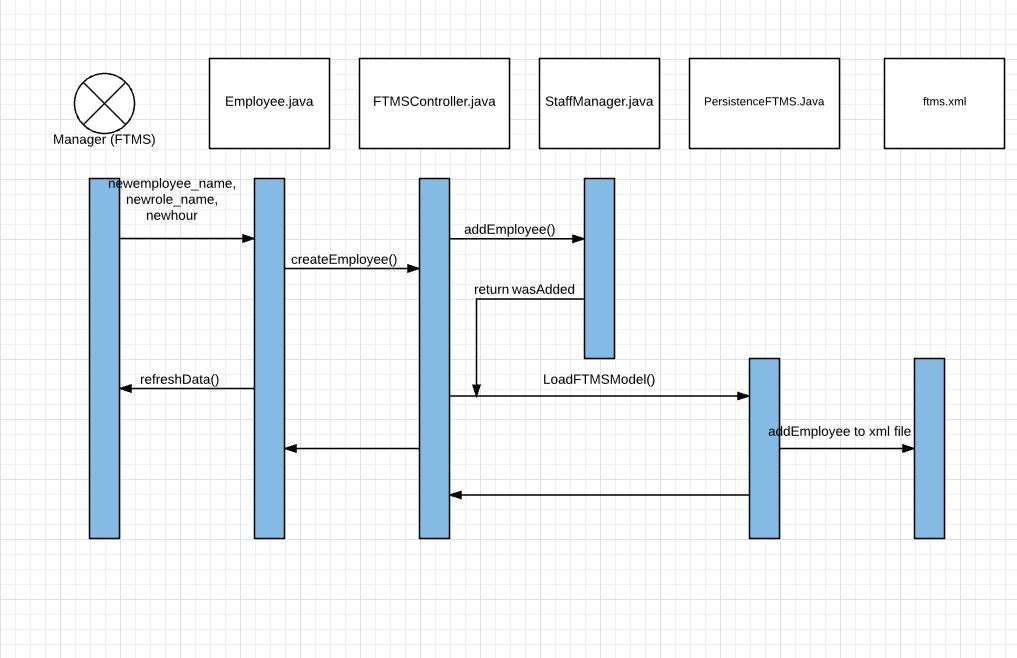 Manager (FTMS)
Employee.java
FTMSController.java
StaffManager.java
PersistenceFTMS.Java
ftms.xml
newemployee_name,
newrole_name,
newhour
addEmployee()
createEmployee()
return wasAdded
refreshData()
LoadFTMSModel()
addEmployee to xml file